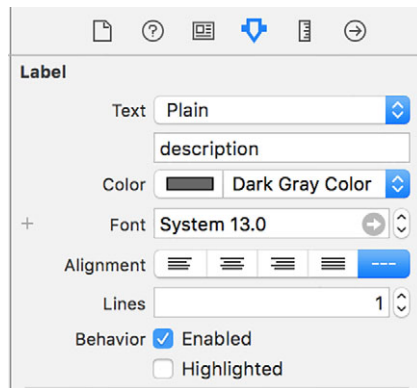 Label
Text Plain
description
Color Dark Gray Color
+ Font System 13.0
Alignment ---
Lines 1
Behavior Enabled
Highlighted